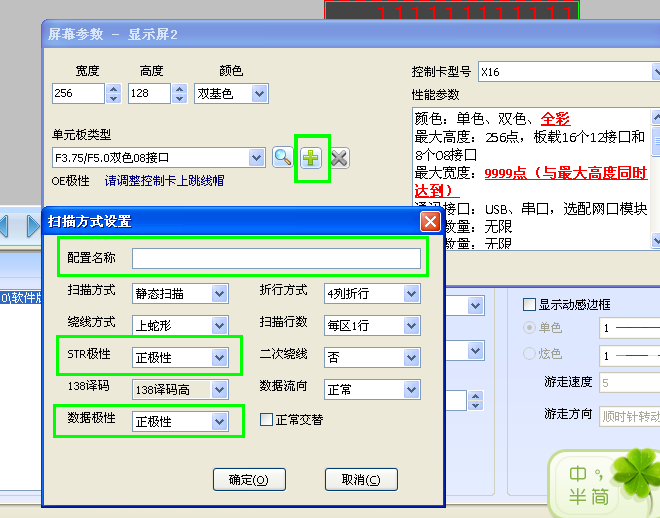 屏幕参数 - 显示屏2
宽度
高度
颜色
256
128
双基色
控制卡型号
X16
性能参数
颜色：单色、双色、全彩
最大高度：256点，板载16个12接口和
8个08接口
最大宽度：9999点（与最大高度同时
达到）
通讯接口：USB、串口，选配网口模块
数量：无限
数量：无限
单元板类型
F3.75/F5.0双色08接口
OE极性
请调整控制卡上跳线帽
扫描方式设置
配置名称
扫描方式
静态扫描
折行方式
4列折行
绕线方式
上蛇形
扫描行数
每区1行
STR极性
正极性
二次绕线
否
138译码
138译码高
数据流向
正常
数据极性
正极性
正常交替
确定(O)
取消(C)
0\软件版
显示动感边框
单色
1
炫色
1
游走速度
5
游走方向
顺时针转动
中
半简